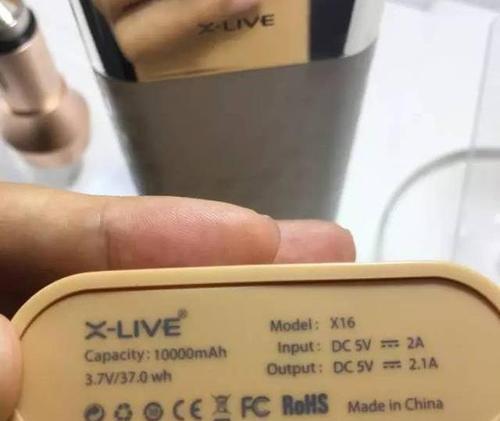 X-LIVE
X-LIVE®
Capacity: 10000mAh
3.7V/37.0 wh
Model: X16
Input: DC 5V ⎓ 2A
Output: DC 5V ⎓ 2.1A
CE FC RoHS Made in China